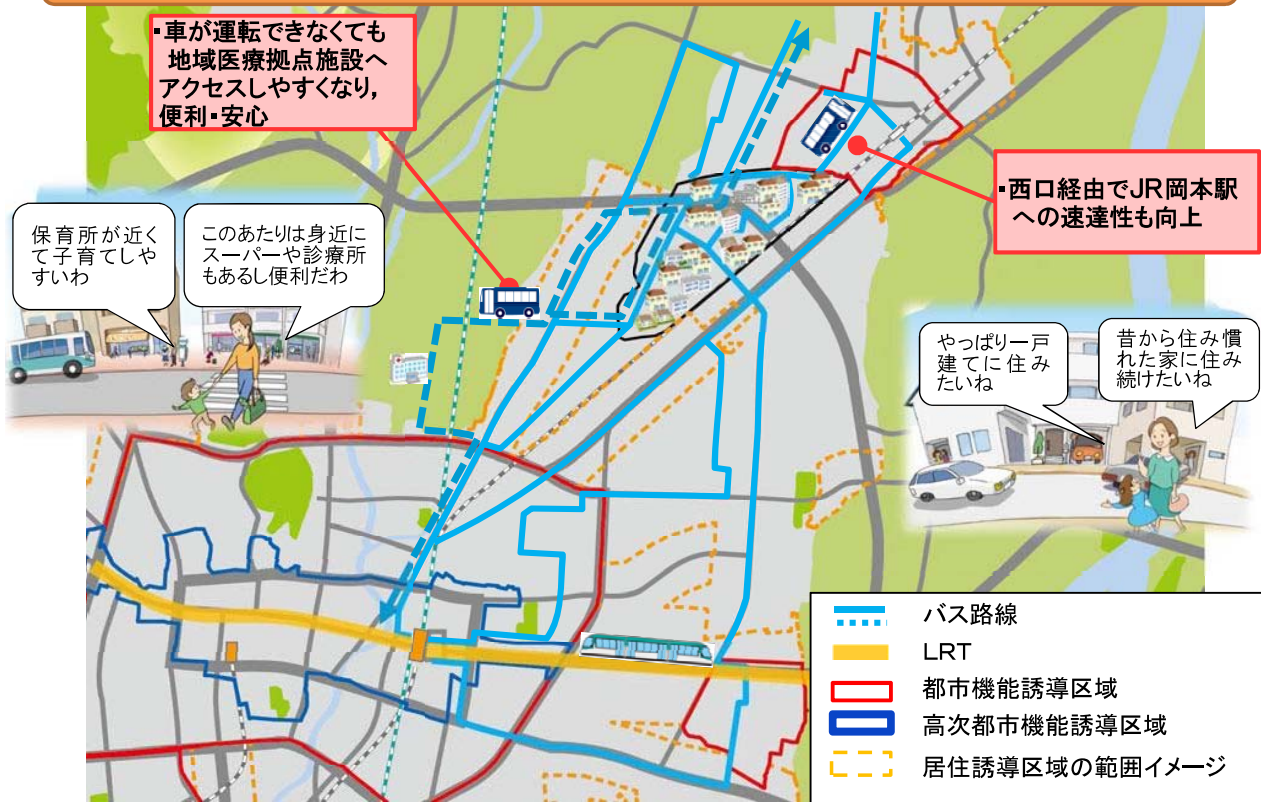 ▪車が運転できなくても
地域医療拠点施設へ
アクセスしやすくなり，
便利・安心
▪西口経由でJR岡本駅
への速達性も向上
保育所が近く
て子育てしや
すいわ
このあたりは身近に
スーパーや診療所
もあるし便利だわ
やっぱり一戸
建てに住み
たいね
昔から住み慣
れた家に住み
続けたいね
バス路線
LRT
都市機能誘導区域
高次都市機能誘導区域
居住誘導区域の範囲イメージ